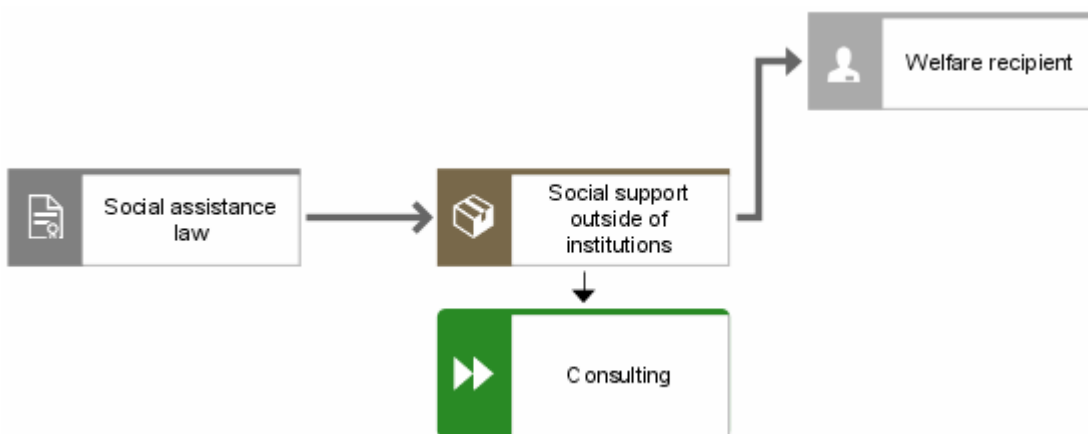 Welfare recipient
Social assistance
law
Social support
outside of
institutions
Consulting